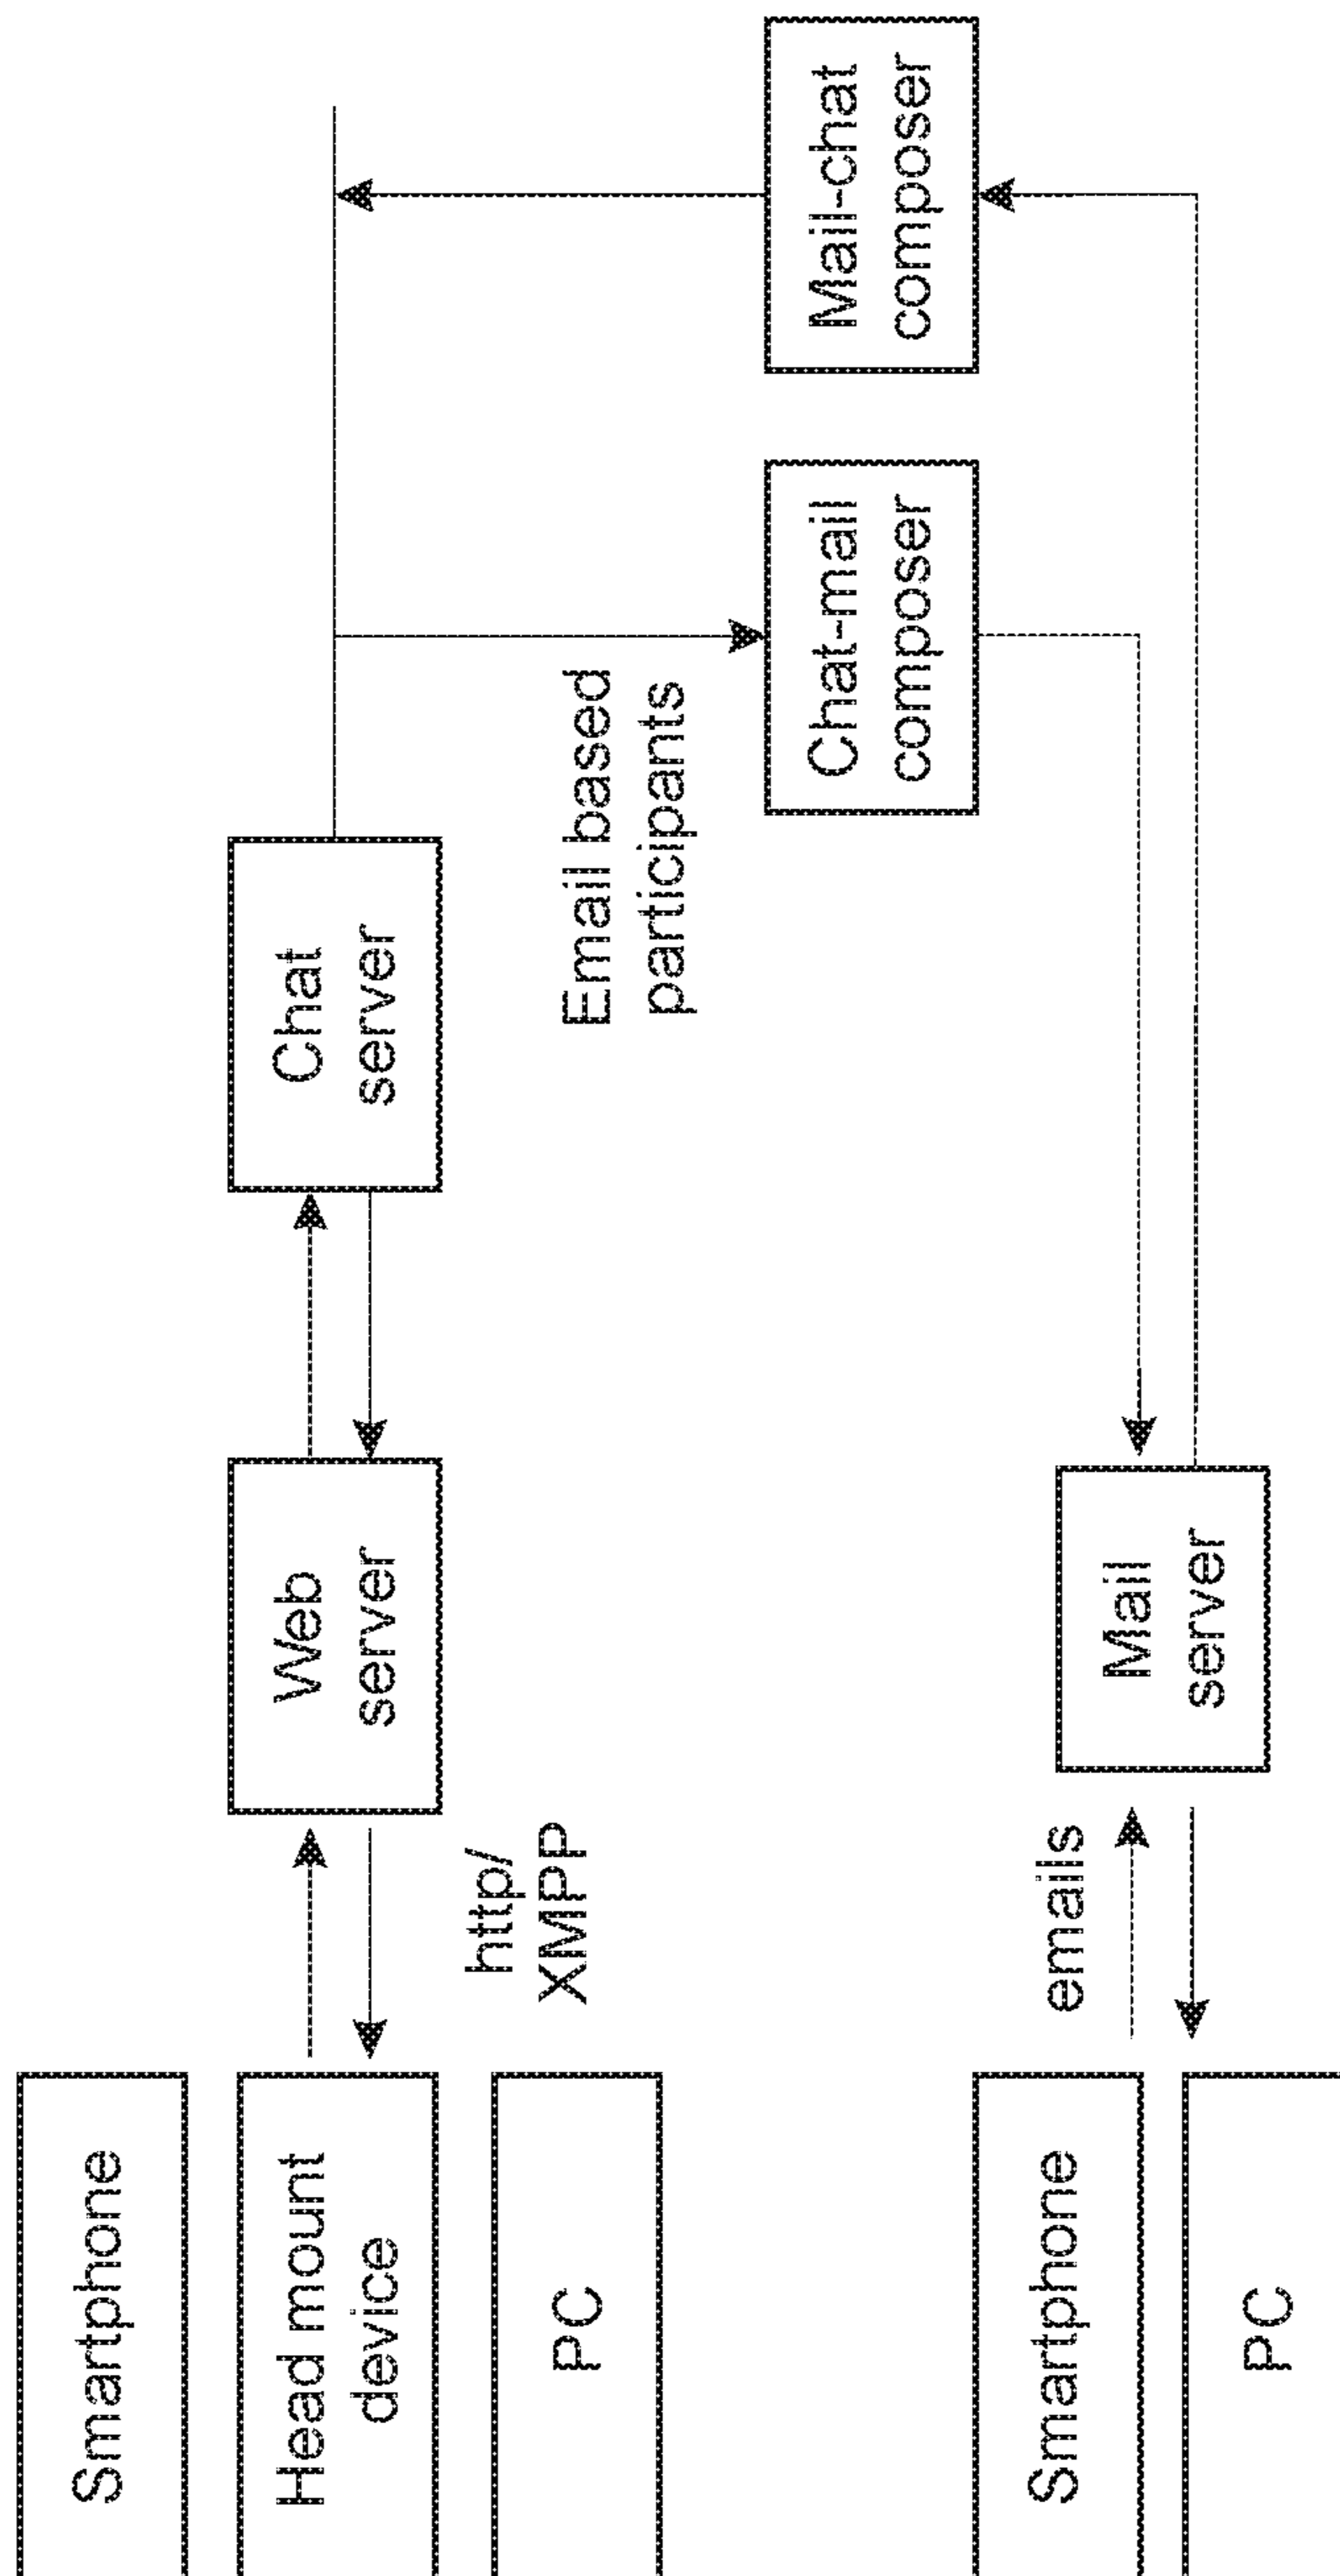 Smartphone
Head mount
device
PC
http/
XMPP
Web
server
Chat
server
Email based
participants
Chat-mail
composer
Mail-chat
composer
Smartphone
PC
emails
Mail
server